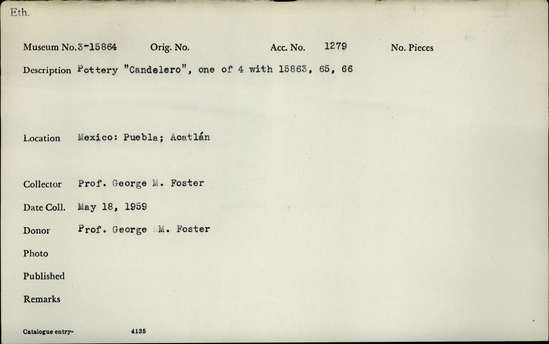 Eth.
Museum No.3-15864 Orig. No. Acc. No. 1279 No. Pieces
Description Pottery "Candelero", one of 4 with 15863, 65, 66
Location Mexico: Puebla; Acatlán
Collector Prof. George M. Foster
Date Coll. May 18, 1959
Donor Prof. George M. Foster
Photo
Published
Remarks
Catalogue entry- 4135